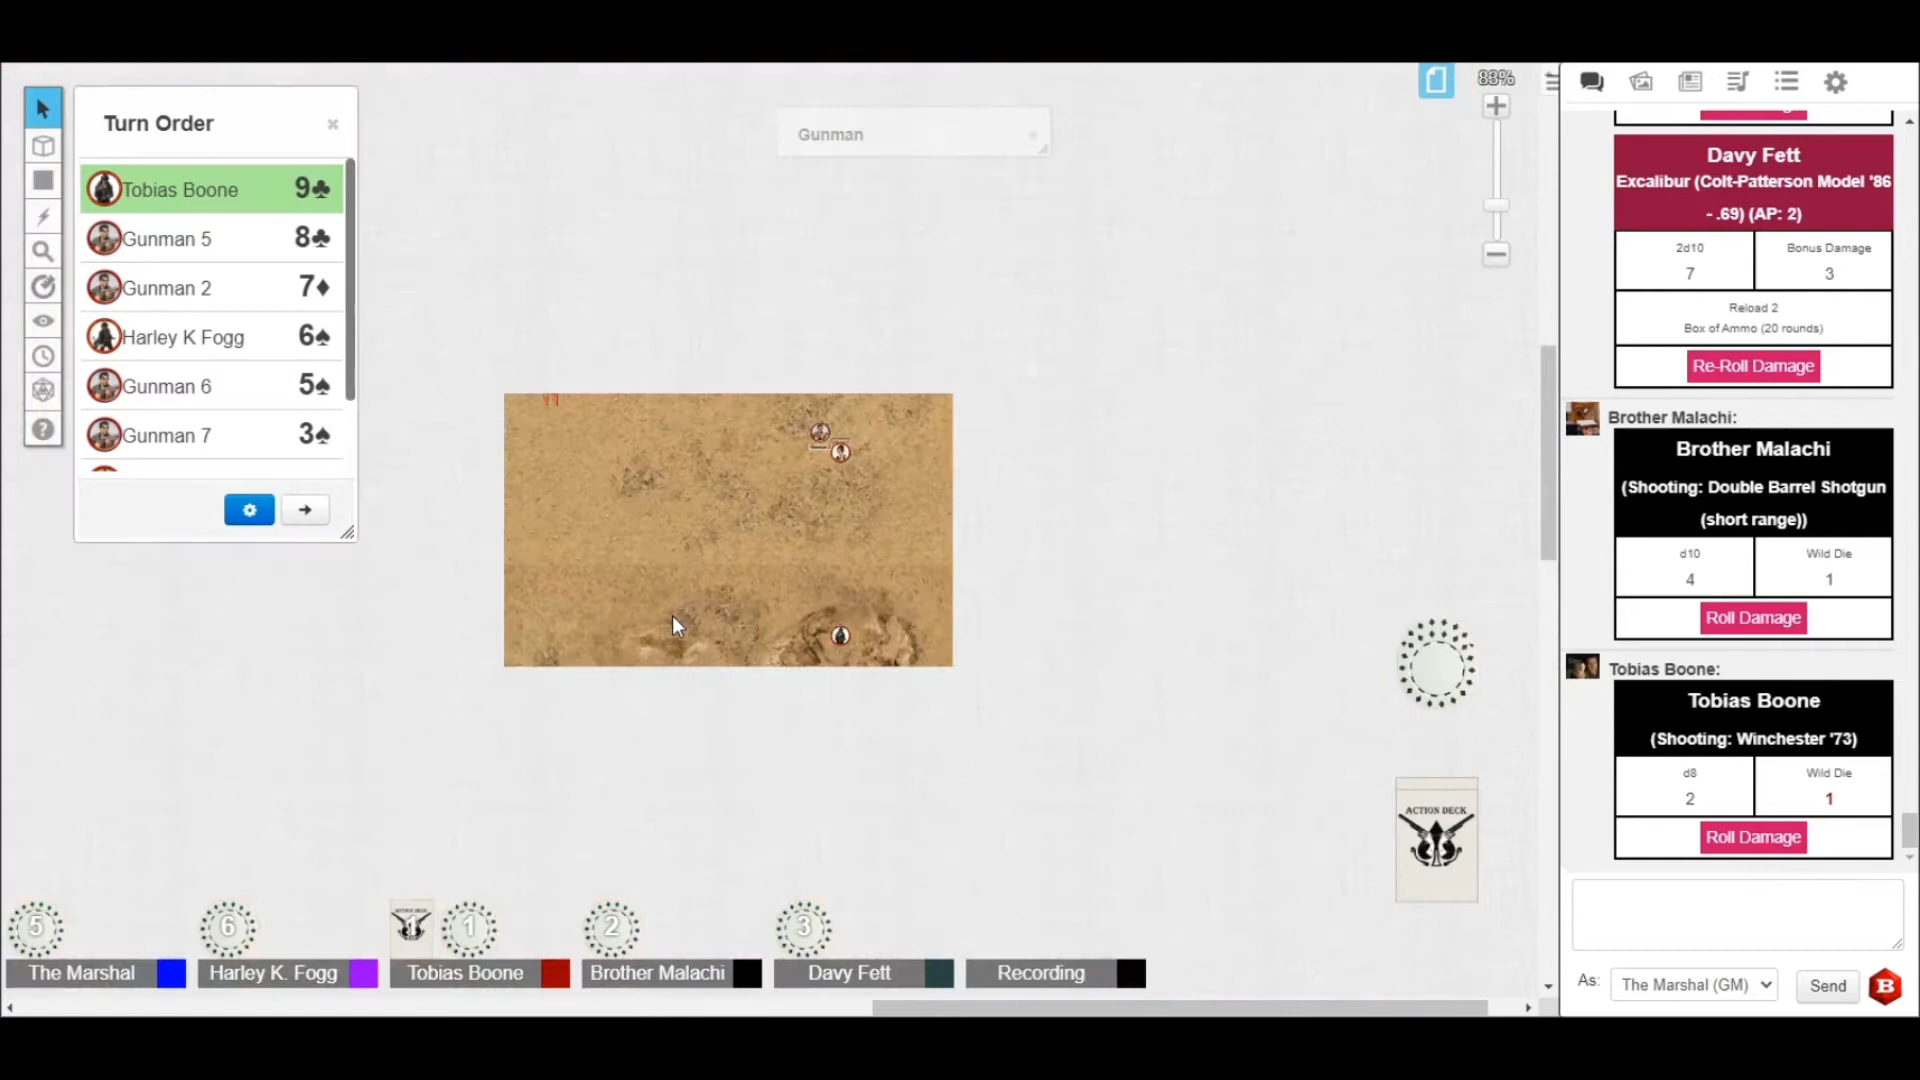 83%
Turn Order
Tobias Boone 9♣
Gunman 5 8♣
Gunman 2 7♦
Harley K Fogg 6♠
Gunman 6 5♠
Gunman 7 3♠
Gunman
ACTION DECK
5
6
1
1
2
3
The Marshal
Harley K. Fogg
Tobias Boone
Brother Malachi
Davy Fett
Recording
Davy Fett
Excalibur (Colt-Patterson Model '86
- .69) (AP: 2)
2d10 Bonus Damage
7 3
Reload 2
Box of Ammo (20 rounds)
Re-Roll Damage
Brother Malachi:
Brother Malachi
(Shooting: Double Barrel Shotgun
(short range))
d10 Wild Die
4 1
Roll Damage
Tobias Boone:
Tobias Boone
(Shooting: Winchester '73)
d8 Wild Die
2 1
Roll Damage
As: The Marshal (GM) Send B